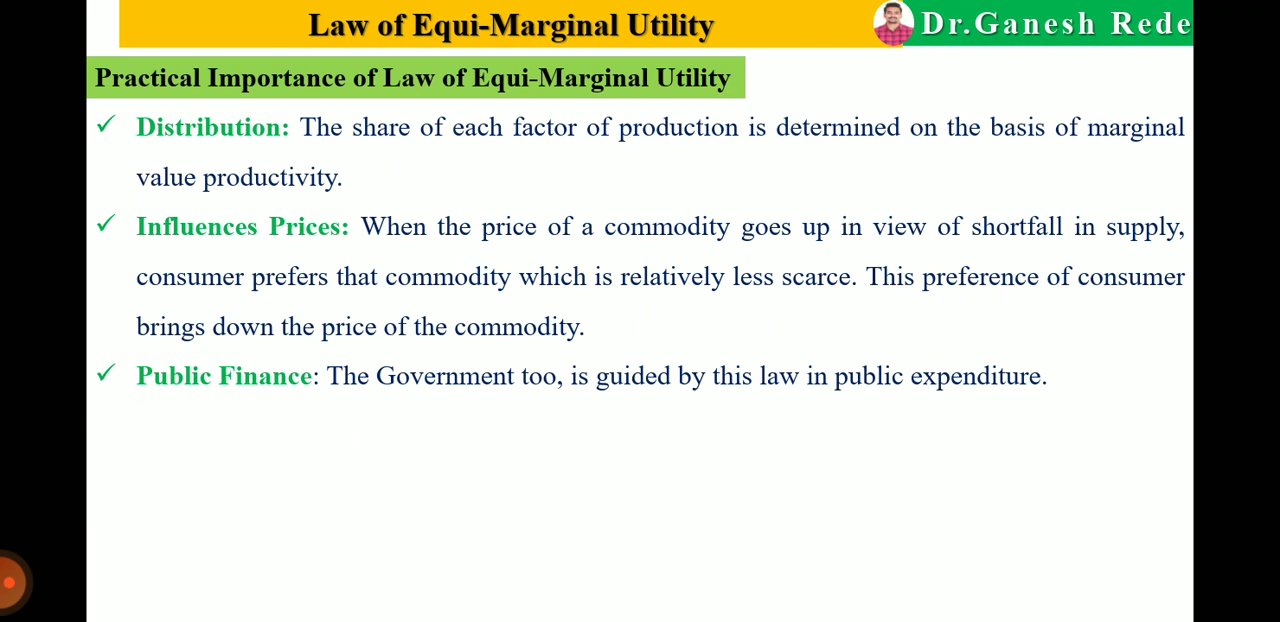 Law of Equi-Marginal Utility
Dr.Ganesh Rede
Practical Importance of Law of Equi-Marginal Utility
✓ Distribution: The share of each factor of production is determined on the basis of marginal
value productivity.
✓ Influences Prices: When the price of a commodity goes up in view of shortfall in supply,
consumer prefers that commodity which is relatively less scarce. This preference of consumer
brings down the price of the commodity.
✓ Public Finance: The Government too, is guided by this law in public expenditure.